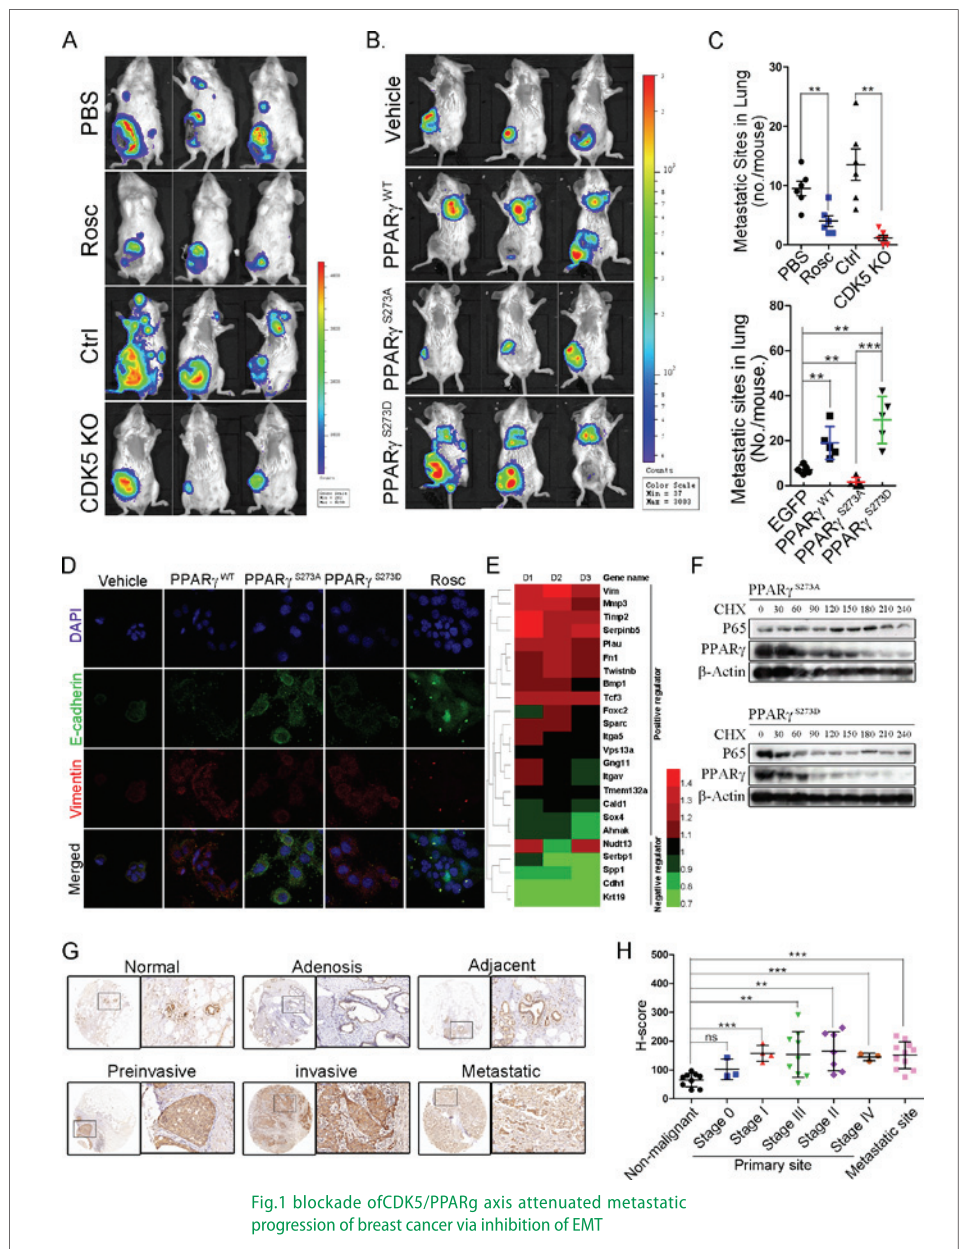 A
B.
C
PBS
Rosc
Ctrl
CDK5 KO
4000
3000
2000
1000
Counts
Color Scale
Vehicle
PPARγ WT
PPARγ S273A
PPARγ S273D
10³
10²
Counts
Color Scale
Min = 37
Max = 3093
Metastatic Sites in Lung
(no./mouse)
30
20
10
0
**
**
PBS
Rosc
Ctrl
CDK5 KO
Metastatic sites in lung
(No./mouse.)
60
40
20
0
**
**
***
**
EGFP
PPARγ WT
PPARγ S273A
PPARγ S273D
D
Vehicle
PPARγ WT
PPARγ S273A
PPARγ S273D
Rosc
DAPI
E-cadherin
Vimentin
Merged
E
D1
D2
D3
Gene name
Vim
Mmp3
Timp2
Serpinb5
Plau
Fn1
Twistnb
Bmp1
Tcf3
Foxc2
Sparc
Itga5
Vps13a
Gng11
Itgav
Tmem132a
Cald1
Sox4
Ahnak
Nudt13
Serbp1
Spp1
Cdh1
Krt19
Positive regulator
Negative regulator
1.4
1.3
1.2
1.1
1
0.9
0.8
0.7
F
PPARγ S273A
CHX 0 30 60 90 120 150 180 210 240
P65
PPARγ
β-Actin
PPARγ S273D
CHX 0 30 60 90 120 150 180 210 240
P65
PPARγ
β-Actin
G
Normal
Adenosis
Adjacent
Preinvasive
invasive
Metastatic
H
H-score
500
400
300
200
100
0
***
***
**
**
***
ns
Non-malignant
Stage 0
Stage I
Stage III
Stage II
Stage IV
Metastatic site
Primary site
Fig.1 blockade ofCDK5/PPARg axis attenuated metastatic
progression of breast cancer via inhibition of EMT